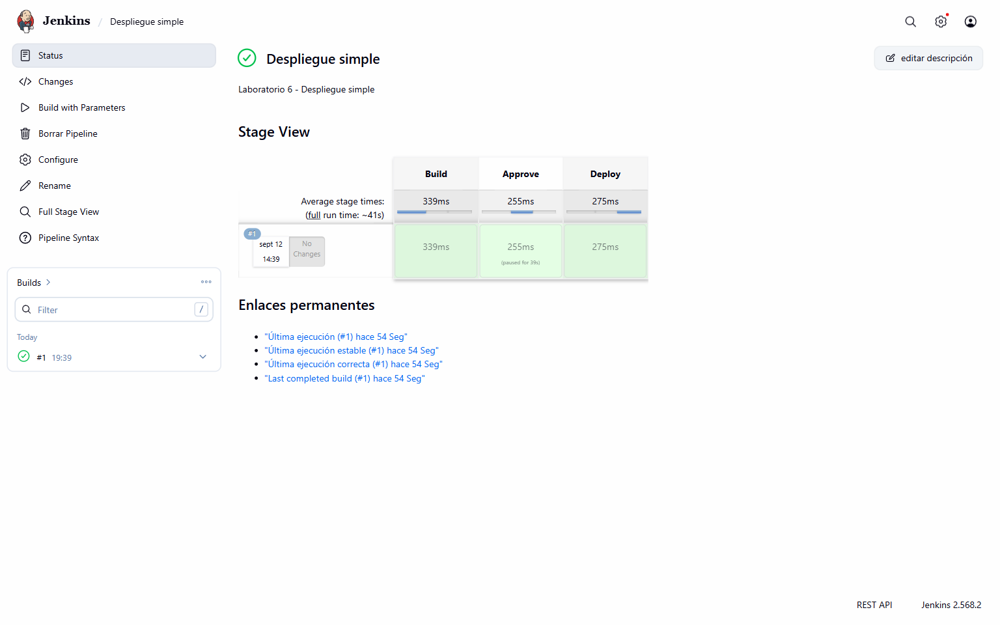 Jenkins / Despliegue simple
Status
Changes
Build with Parameters
Borrar Pipeline
Configure
Rename
Full Stage View
Pipeline Syntax
Builds
Filter /
Today
#1 19:39
Despliegue simple
editar descripción
Laboratorio 6 - Despliegue simple
Stage View
Build Approve Deploy
Average stage times: 339ms 255ms 275ms
(full run time: ~41s)
#1
sept 12
14:39
No
Changes
339ms 255ms 275ms
(paused for 39s)
Enlaces permanentes
"Última ejecución (#1) hace 54 Seg"
"Última ejecución estable (#1) hace 54 Seg"
"Última ejecución correcta (#1) hace 54 Seg"
"Last completed build (#1) hace 54 Seg"
REST API Jenkins 2.568.2